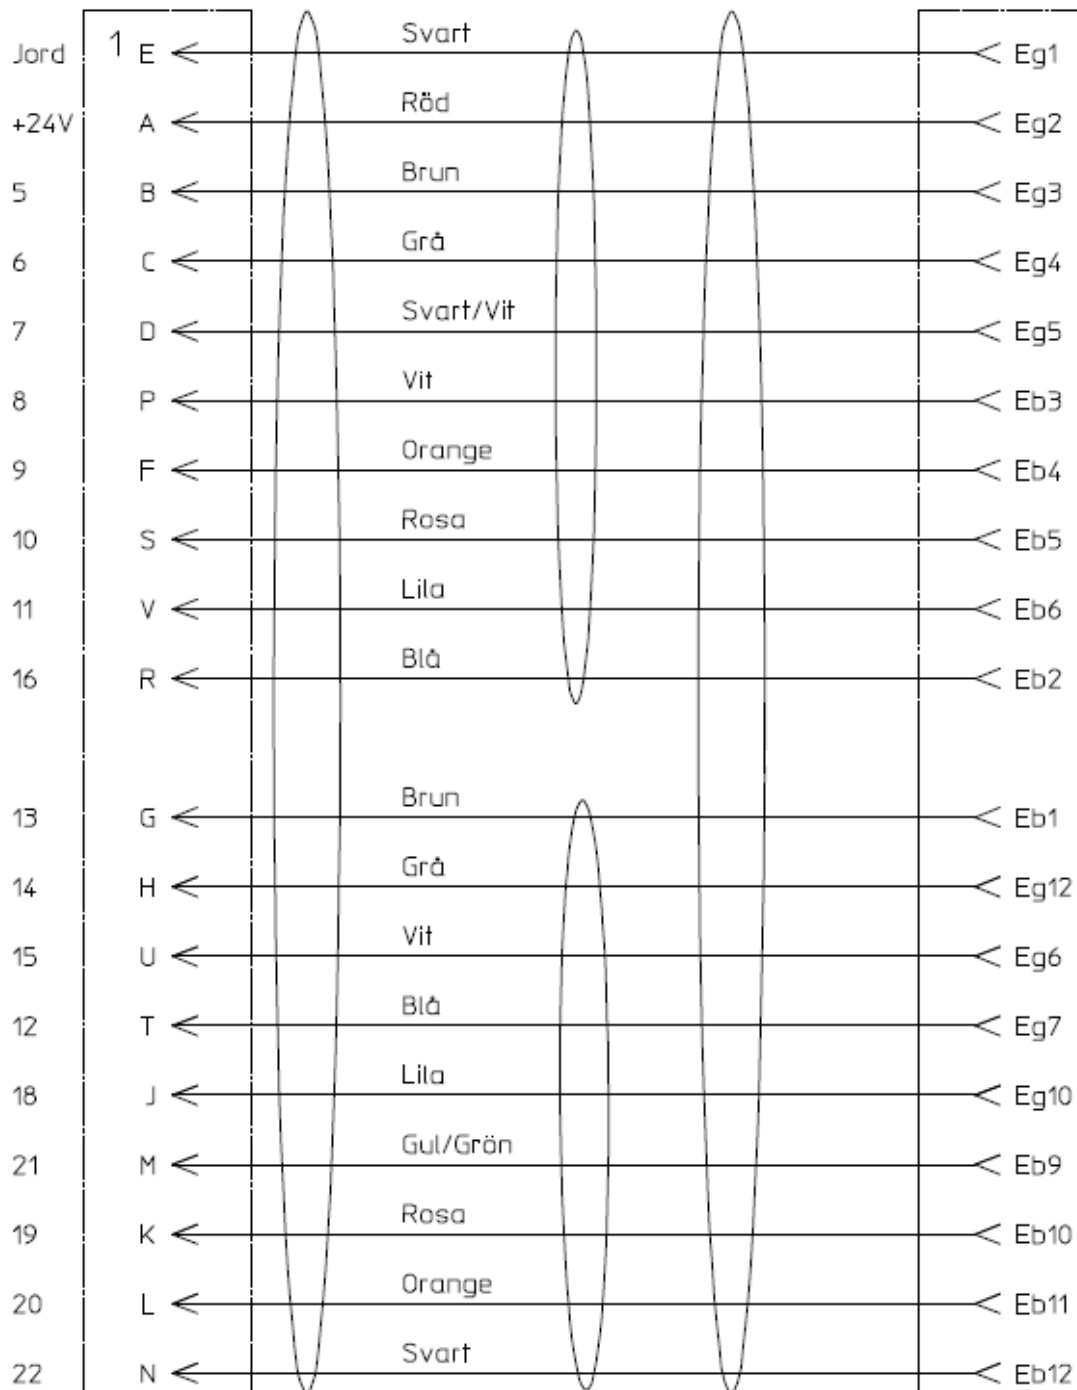 Jord 1 E Svart Eg1
+24V A Röd Eg2
5 B Brun Eg3
6 C Grå Eg4
7 D Svart/Vit Eg5
8 P Vit Eb3
9 F Orange Eb4
10 S Rosa Eb5
11 V Lila Eb6
16 R Blå Eb2
13 G Brun Eb1
14 H Grå Eg12
15 U Vit Eg6
12 T Blå Eg7
18 J Lila Eg10
21 M Gul/Grön Eb9
19 K Rosa Eb10
20 L Orange Eb11
22 N Svart Eb12